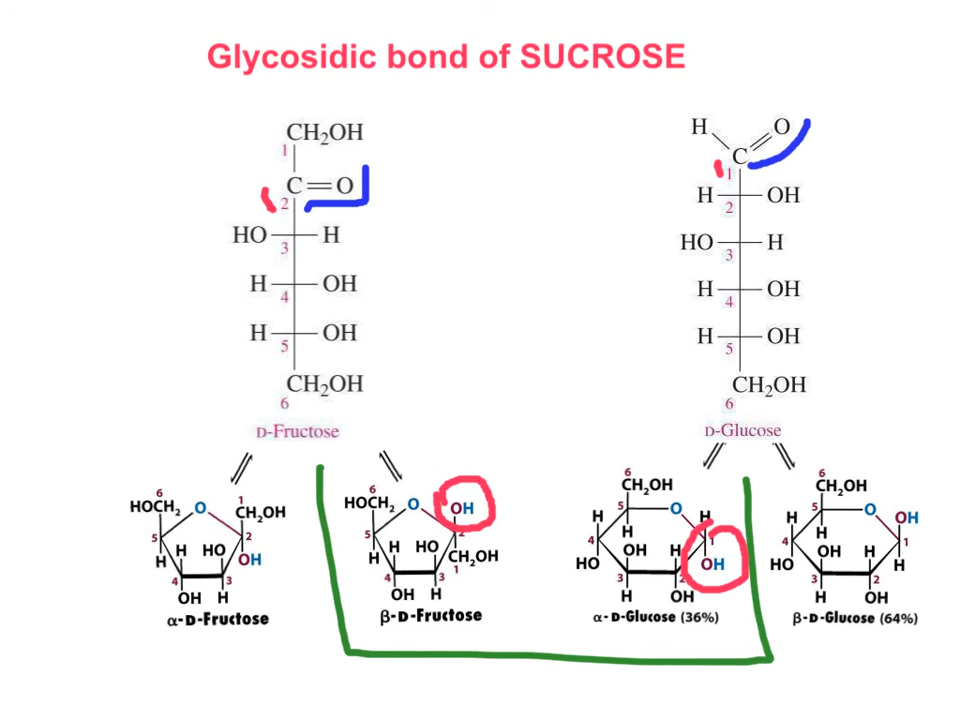 Glycosidic bond of SUCROSE
CH₂OH
1
C=O
2
HO H
3
H OH
4
H OH
5
CH₂OH
6
D-Fructose
H O
C
1
H OH
2
HO H
3
H OH
4
H OH
5
CH₂OH
6
D-Glucose
6
HOCH₂ O 1 CH₂OH
5 H HO 2
H OH
4 3
OH H
α-D-Fructose
6
HOCH₂ O OH
5 H HO 2
H CH₂OH
4 3 1
OH H
β-D-Fructose
6
CH₂OH
5 O
H H H
4 OH H 1
HO OH
3 2
H OH
α-D-Glucose (36%)
6
CH₂OH
5 O OH
H H
4 OH H 1
HO H
3 2
H OH
β-D-Glucose (64%)